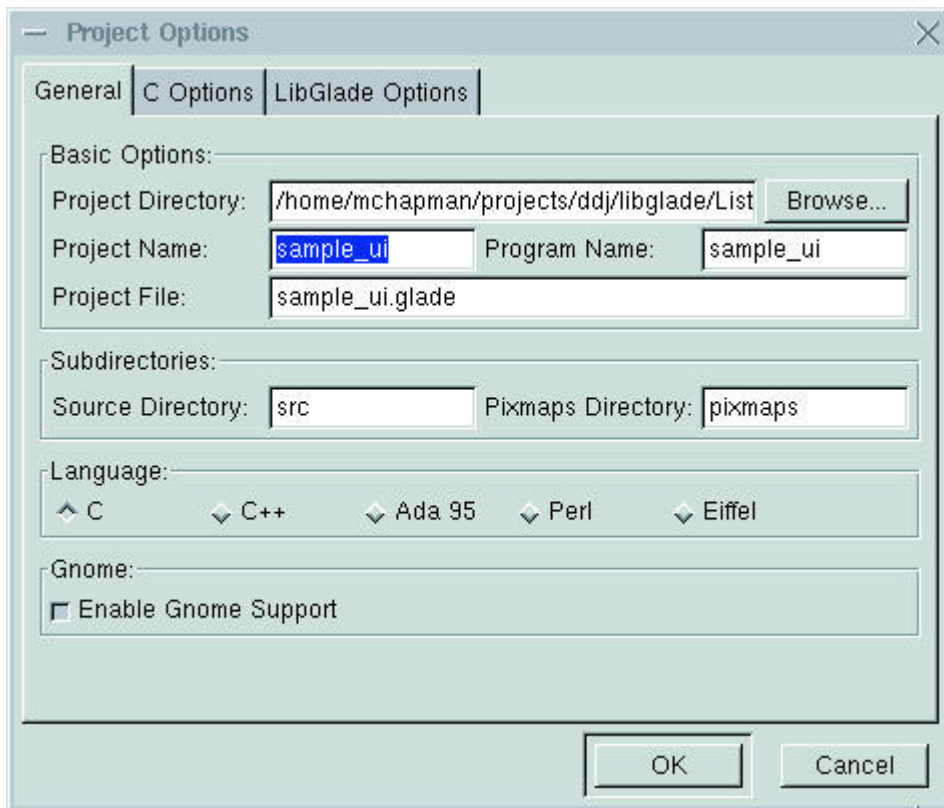 Project Options
General C Options LibGlade Options
Basic Options:
Project Directory: /home/mchapman/projects/ddj/libglade/List Browse...
Project Name: sample_ui Program Name: sample_ui
Project File: sample_ui.glade
Subdirectories:
Source Directory: src Pixmaps Directory: pixmaps
Language:
C C++ Ada 95 Perl Eiffel
Gnome:
Enable Gnome Support
OK Cancel